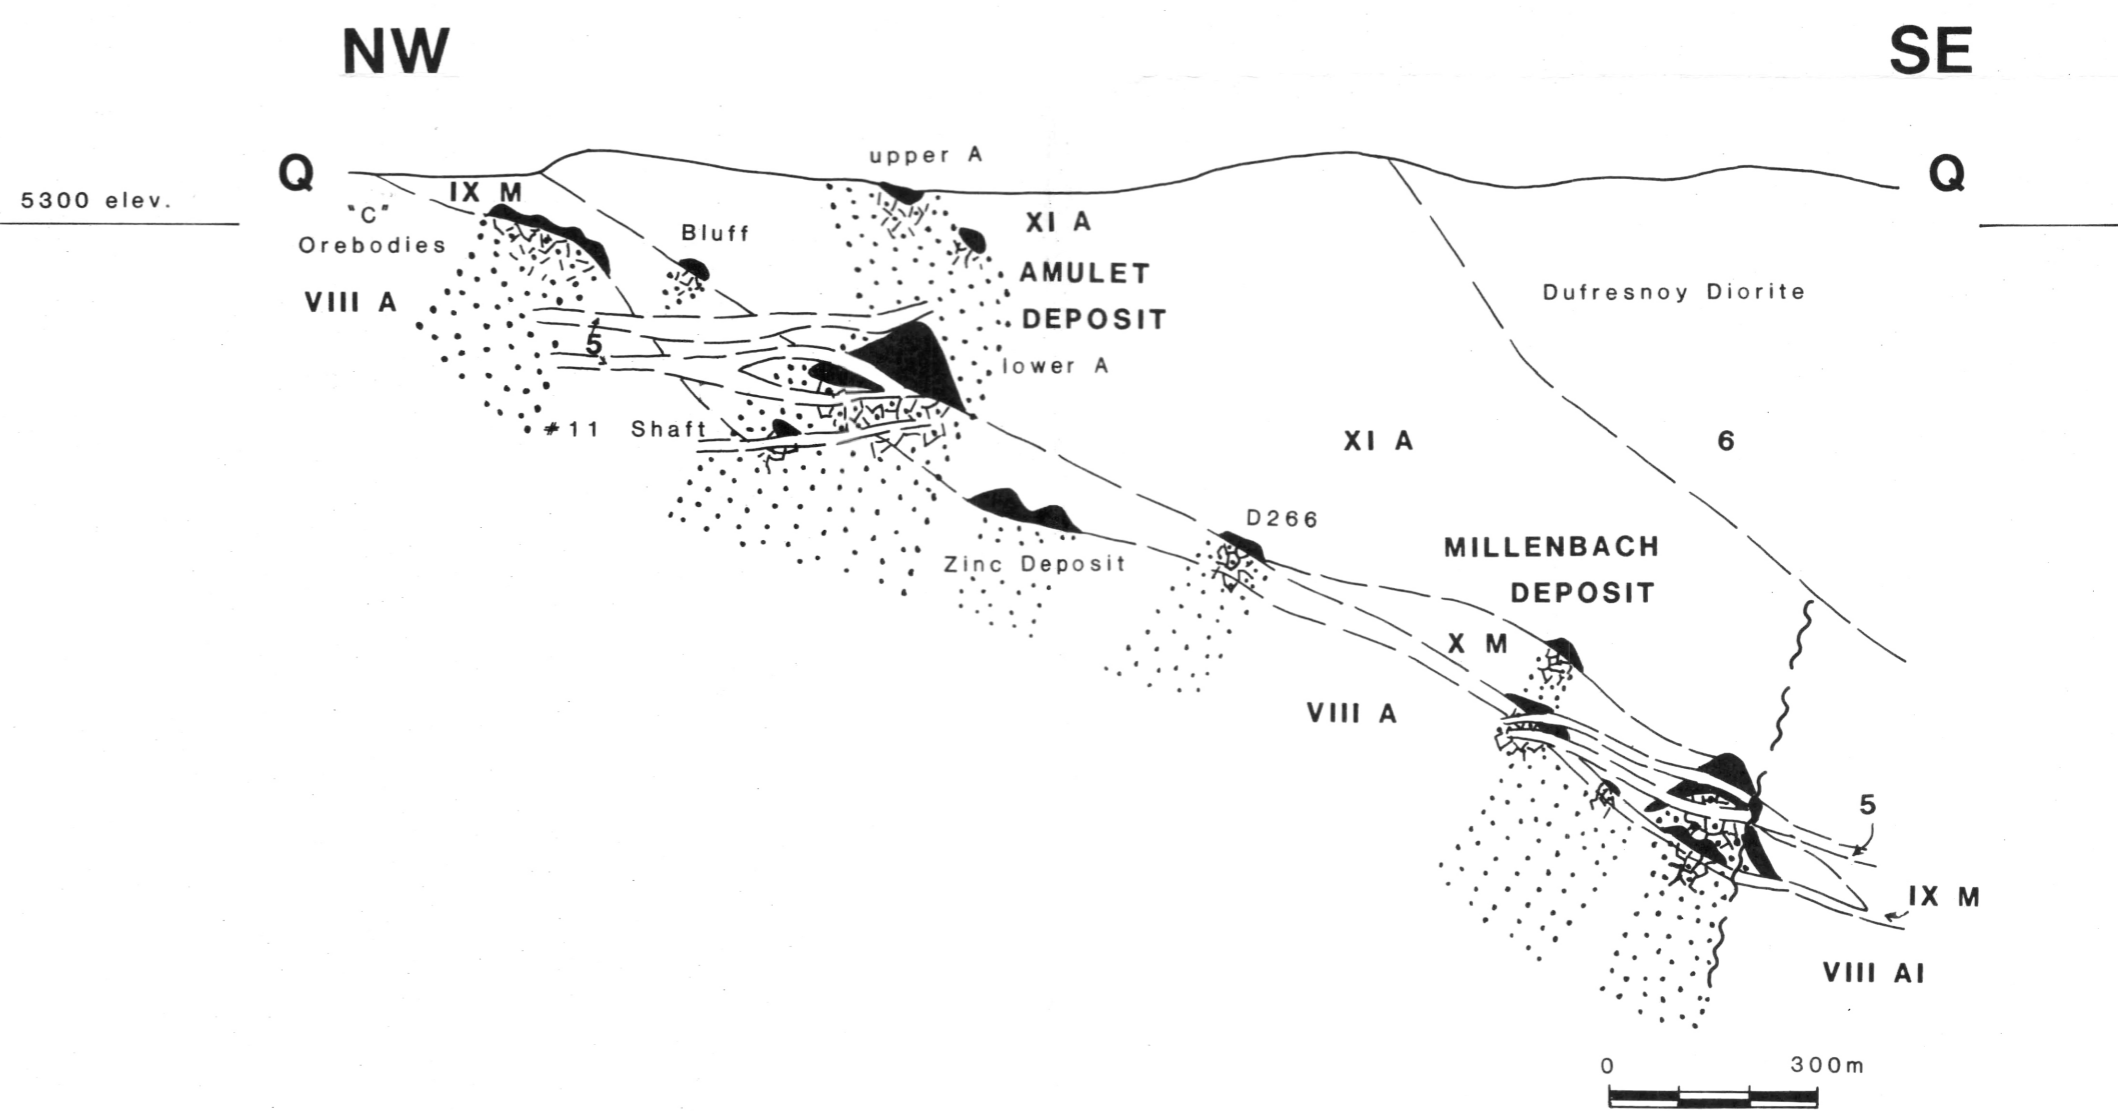 NW
SE
Q
Q
5300 elev.
upper A
IX M
"C"
Orebodies
Bluff
XI A
AMULET
DEPOSIT
VIII A
Dufresnoy Diorite
5
lower A
#11 Shaft
XI A
6
D266
Zinc Deposit
MILLENBACH
DEPOSIT
X M
VIII A
5
IX M
VIII AI
0 300m